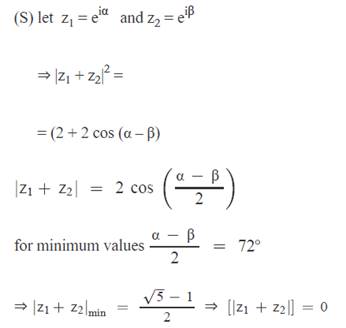 (S) let z₁ = e^{iα} and z₂ = e^{iβ}
⇒ |z₁ + z₂|² =
= (2 + 2 cos (α – β)
|z₁ + z₂| = 2 cos ((α – β)/2)
for minimum values (α – β)/2 = 72°
⇒ |z₁ + z₂|_min = (√5 – 1)/2 ⇒ [|z₁ + z₂|] = 0